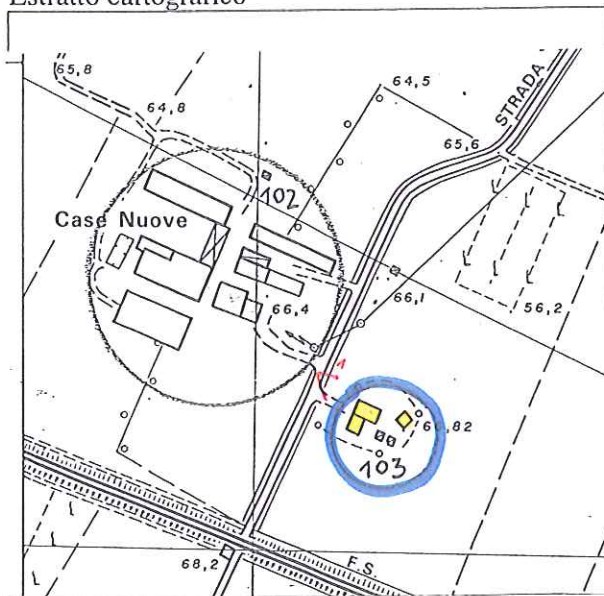 Estratto cartografico
65,8
64,5
STRADA
64,8
65,6
102
Case Nuove
66,1
56,2
66,4
1
103
F.S.
68,2